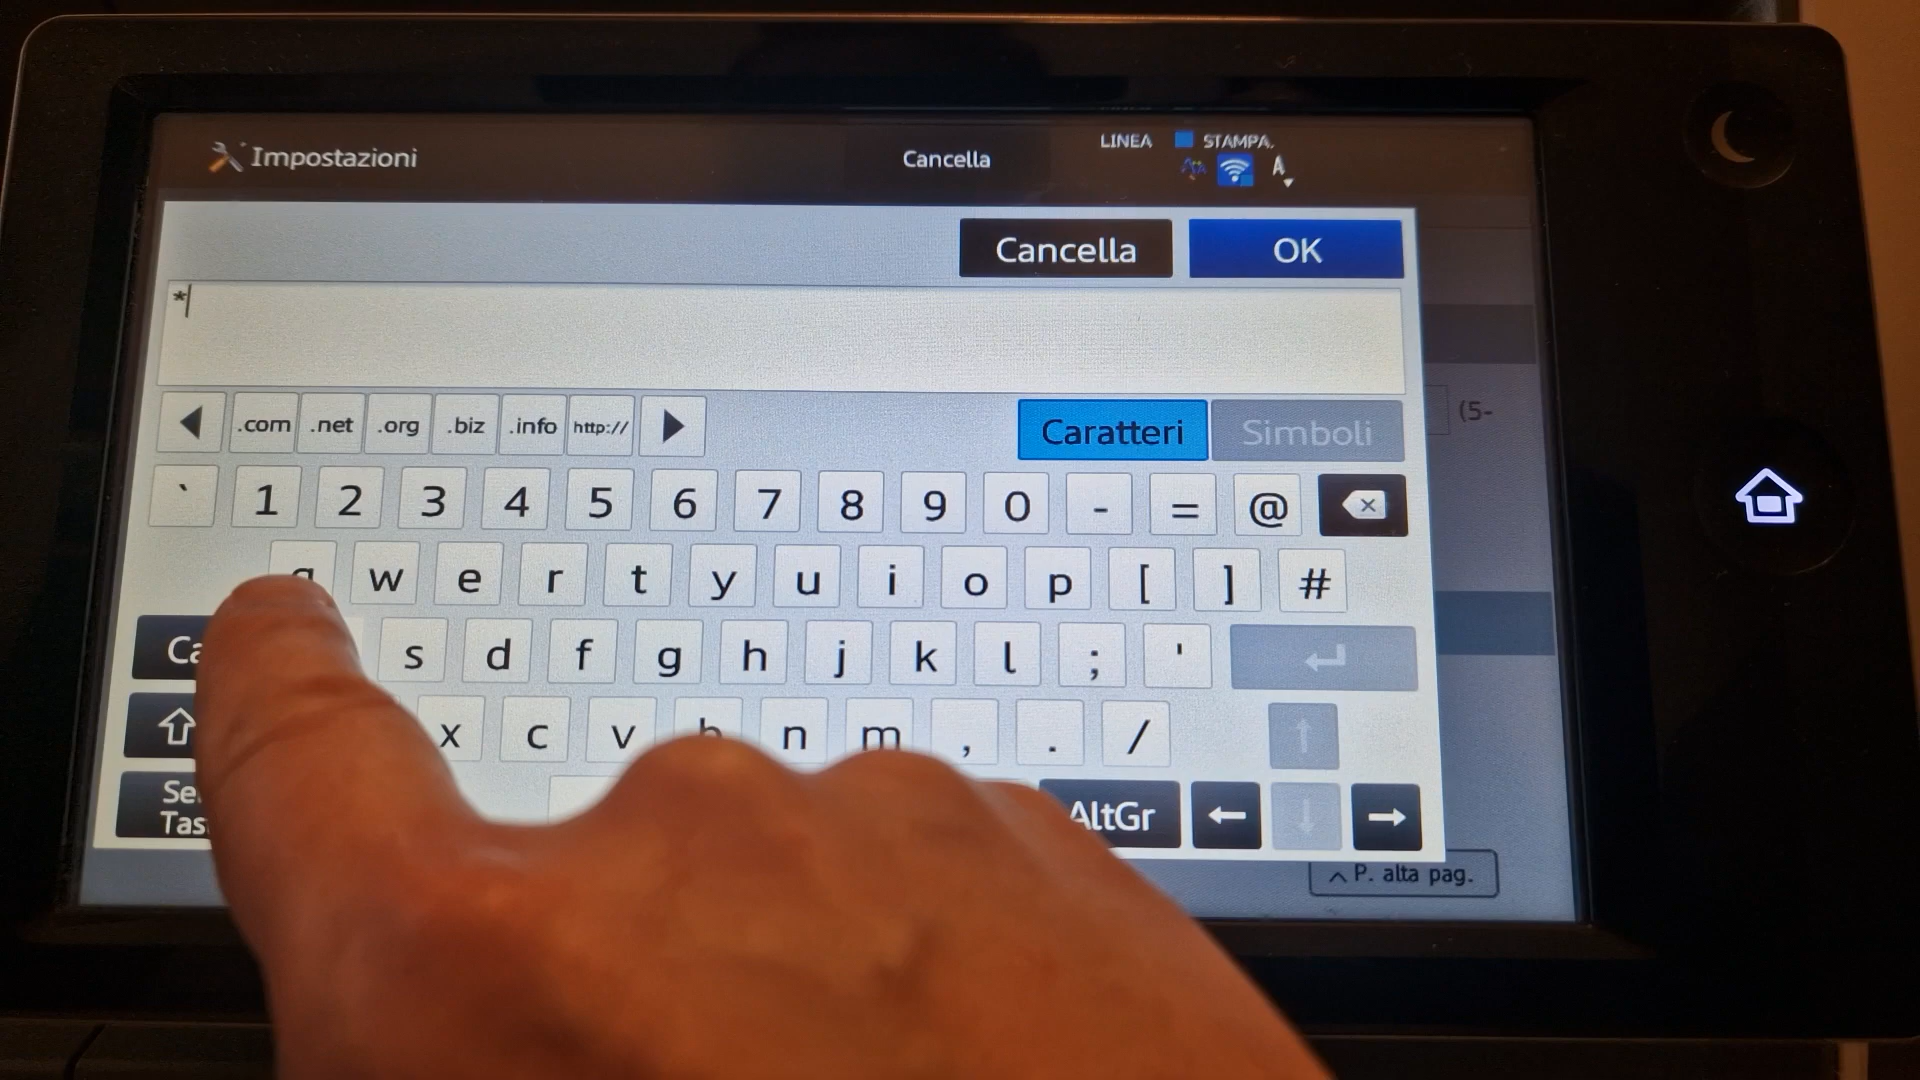 Impostazioni
Cancella
LINEA
STAMPA.
Cancella
OK
*
(5-
.com .net .org .biz .info http://
Caratteri
Simboli
` 1 2 3 4 5 6 7 8 9 0 - = @
q w e r t y u i o p [ ] #
s d f g h j k l ; '
x c v b n m , . /
AltGr
P. alta pag.